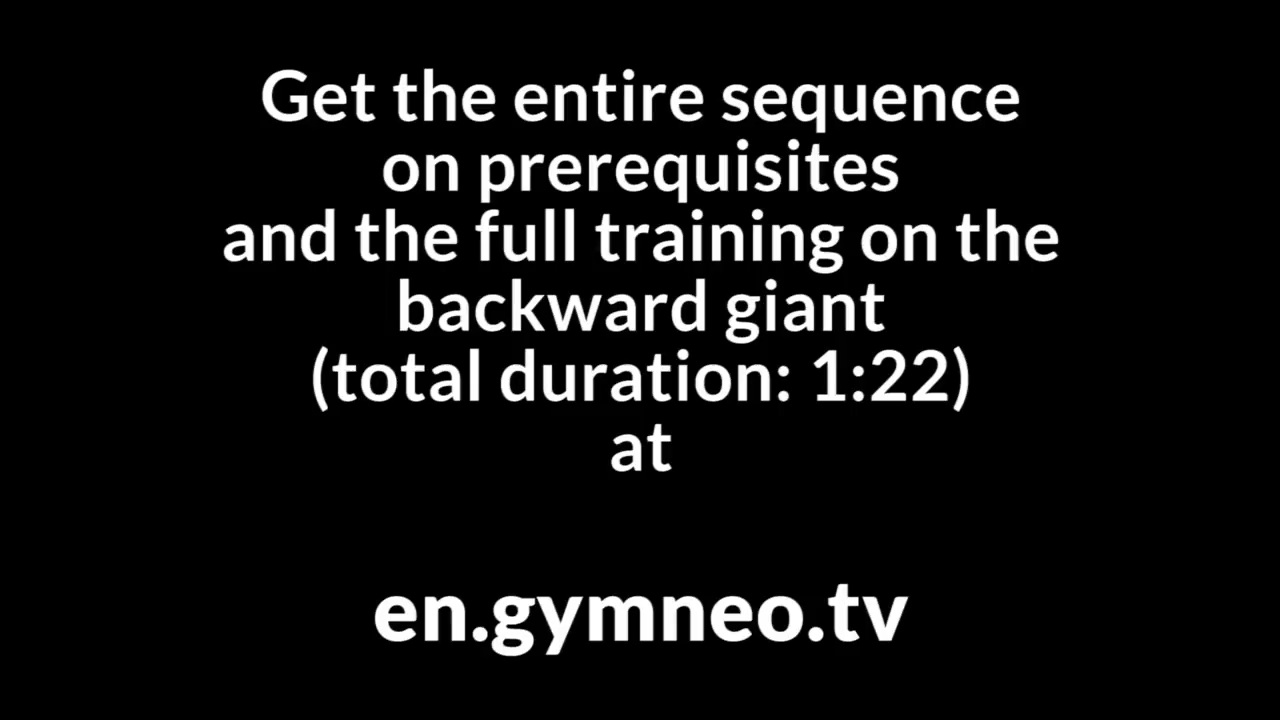 Get the entire sequence
on prerequisites
and the full training on the
backward giant
(total duration: 1:22)
at
en.gymneo.tv